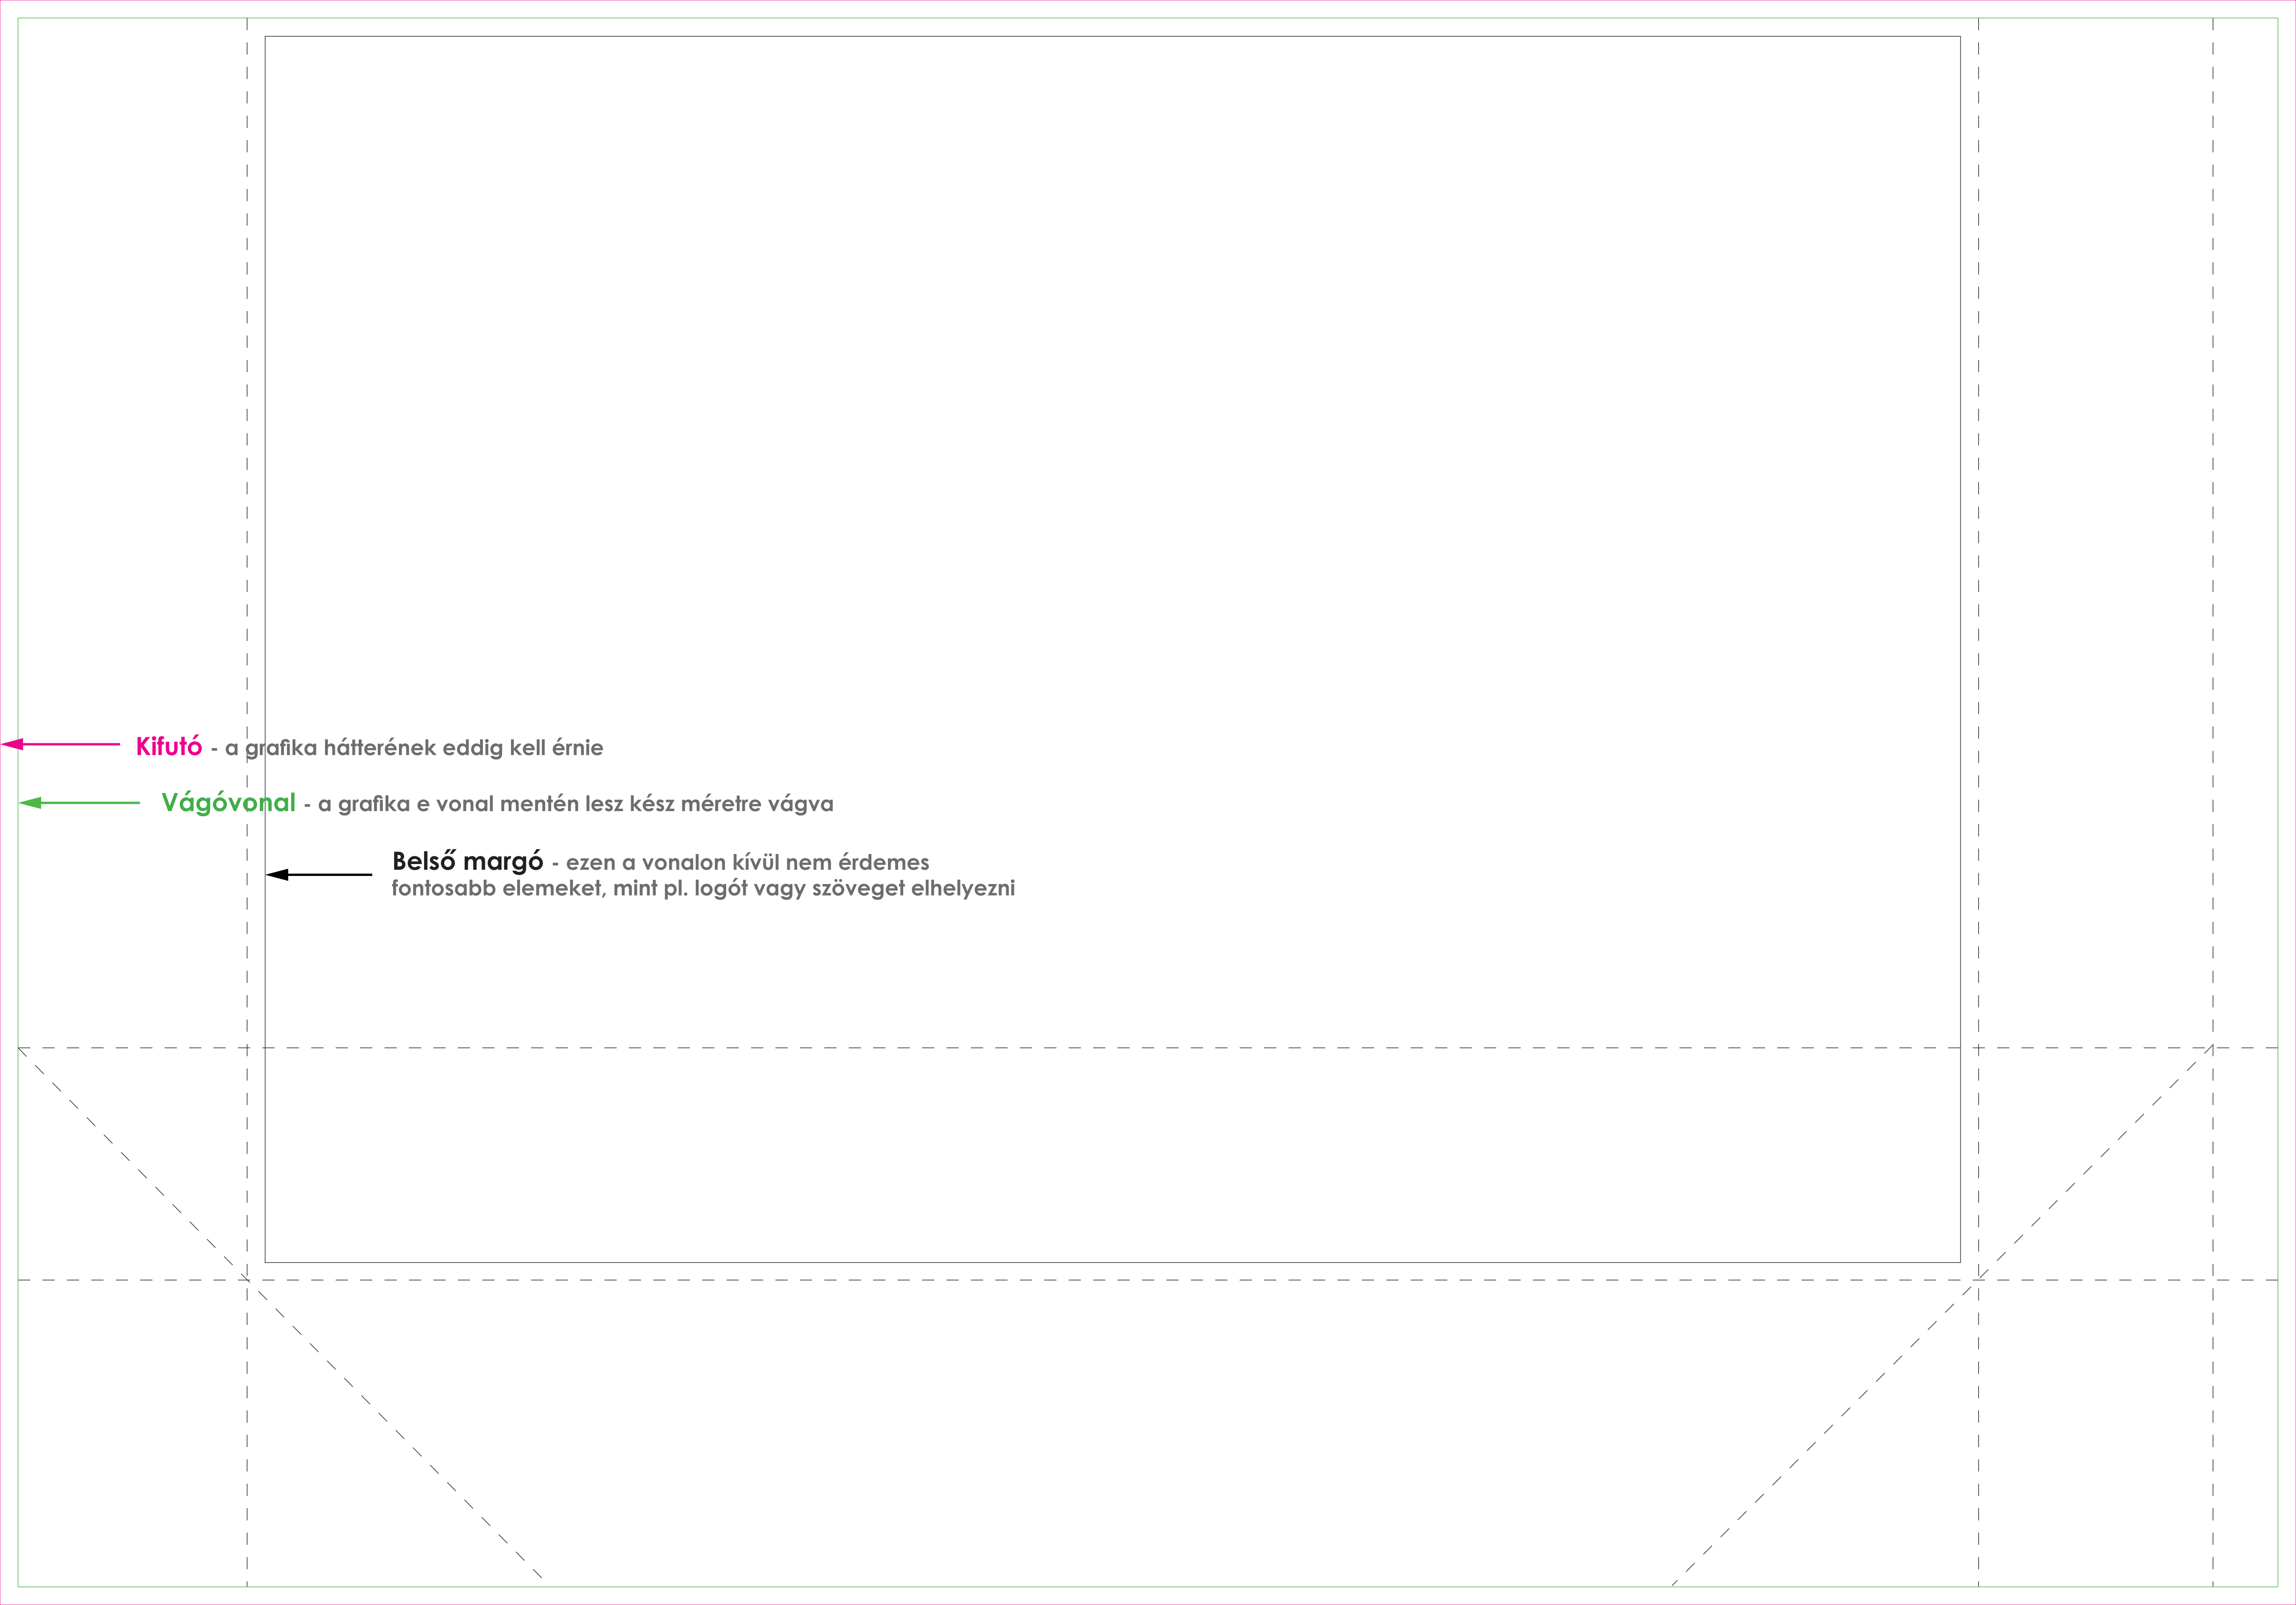 Kifutó - a grafika hátterének eddig kell érnie
Vágóvonal - a grafika e vonal mentén lesz kész méretre vágva
Belső margó - ezen a vonalon kívül nem érdemes
fontosabb elemeket, mint pl. logót vagy szöveget elhelyezni